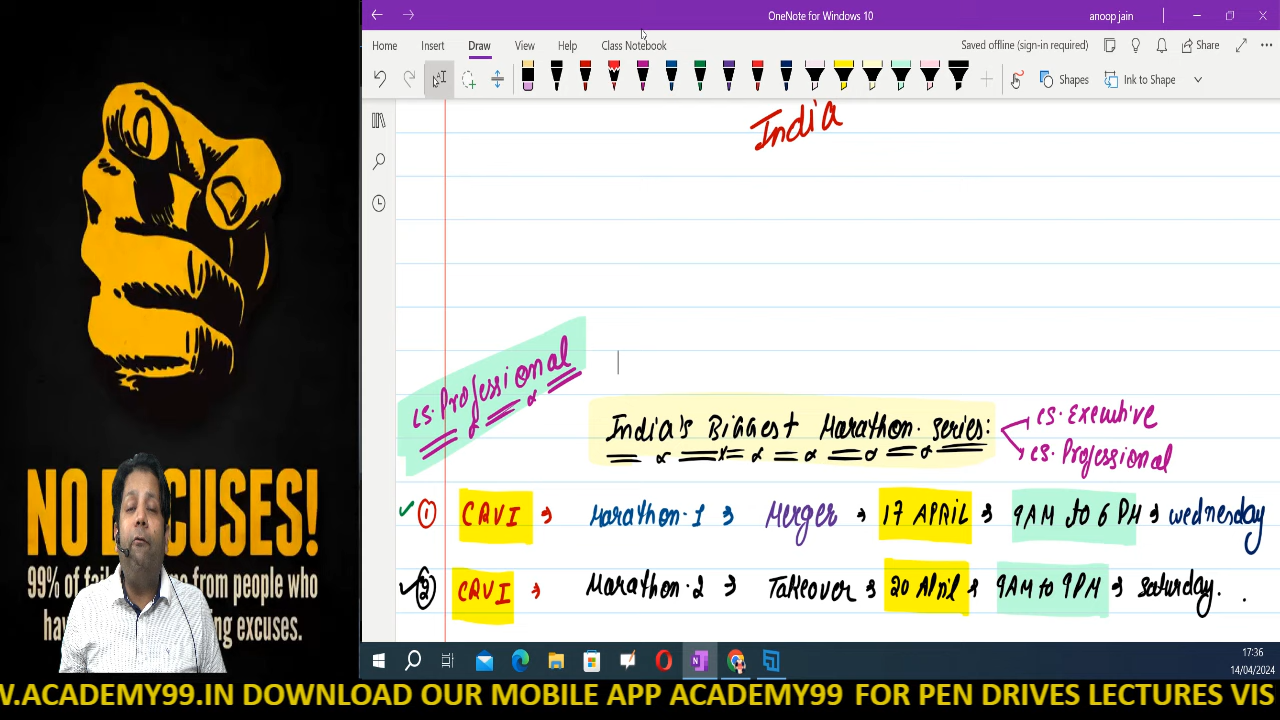 OneNote for Windows 10
anoop jain
Home Insert Draw View Help Class Notebook
Saved offline (sign-in required)
Share
Shapes
Ink to Shape
India
CS. Professional
India's Biggest Marathon. Series:
CS. Executive
CS. Professional
① CAVI → Marathon-1 → Merger → 17 APRIL → 9AM to 6 PM → Wednesday
② CAVI → Marathon-2 → Takeover → 20 April → 9AM to 9PM → Saturday.
NO EXCUSES!
99% of fail from people who
hav ng excuses.
17:36
14/04/2024
W.ACADEMY99.IN DOWNLOAD OUR MOBILE APP ACADEMY99 FOR PEN DRIVES LECTURES VIS